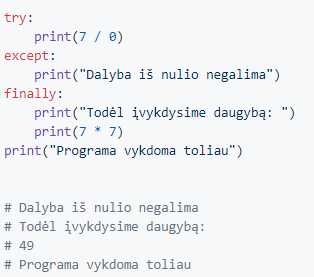 try:
    print(7 / 0)
except:
    print("Dalyba iš nulio negalima")
finally:
    print("Todėl įvykdysime daugybą: ")
    print(7 * 7)
print("Programa vykdoma toliau")
# Dalyba iš nulio negalima
# Todėl įvykdysime daugybą:
# 49
# Programa vykdoma toliau